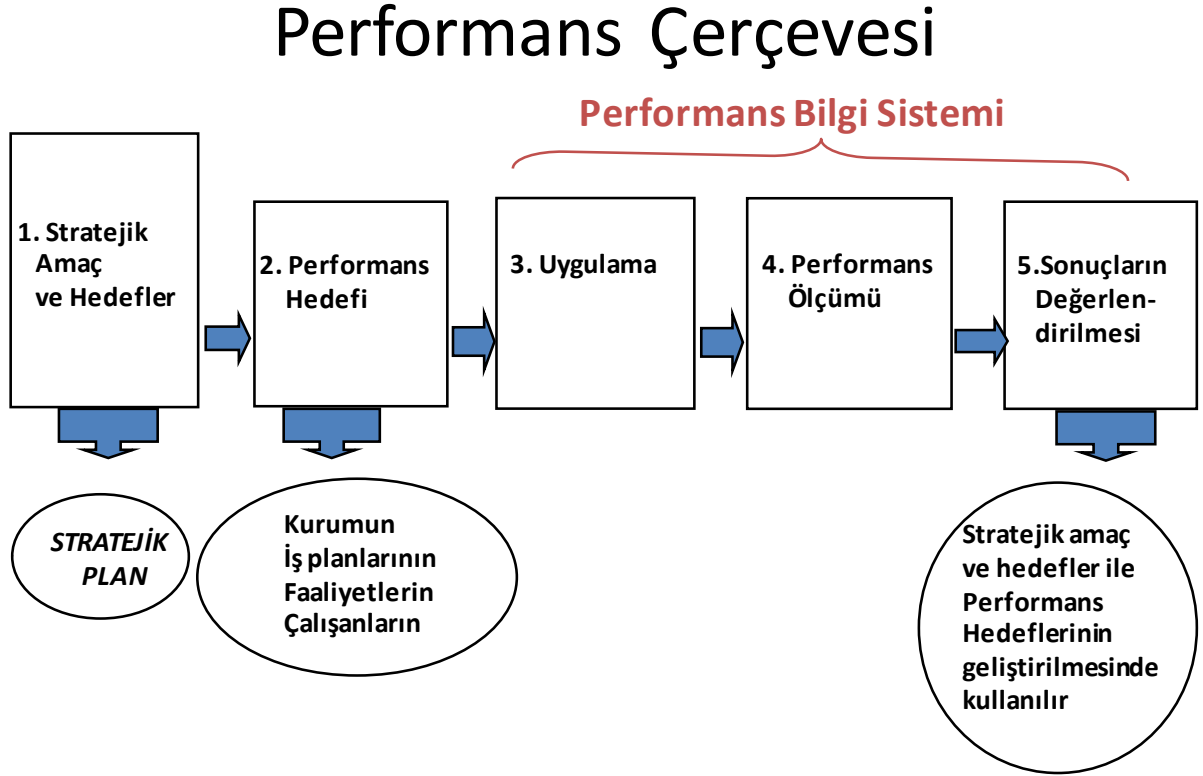 Performans Çerçevesi
Performans Bilgi Sistemi
1. Stratejik
Amaç
ve Hedefler
2. Performans
Hedefi
3. Uygulama
4. Performans
Ölçümü
5.Sonuçların
Değerlen-
dirilmesi
STRATEJİK
PLAN
Kurumun
İş planlarının
Faaliyetlerin
Çalışanların
Stratejik amaç
ve hedefler ile
Performans
Hedeflerinin
geliştirilmesinde
kullanılır